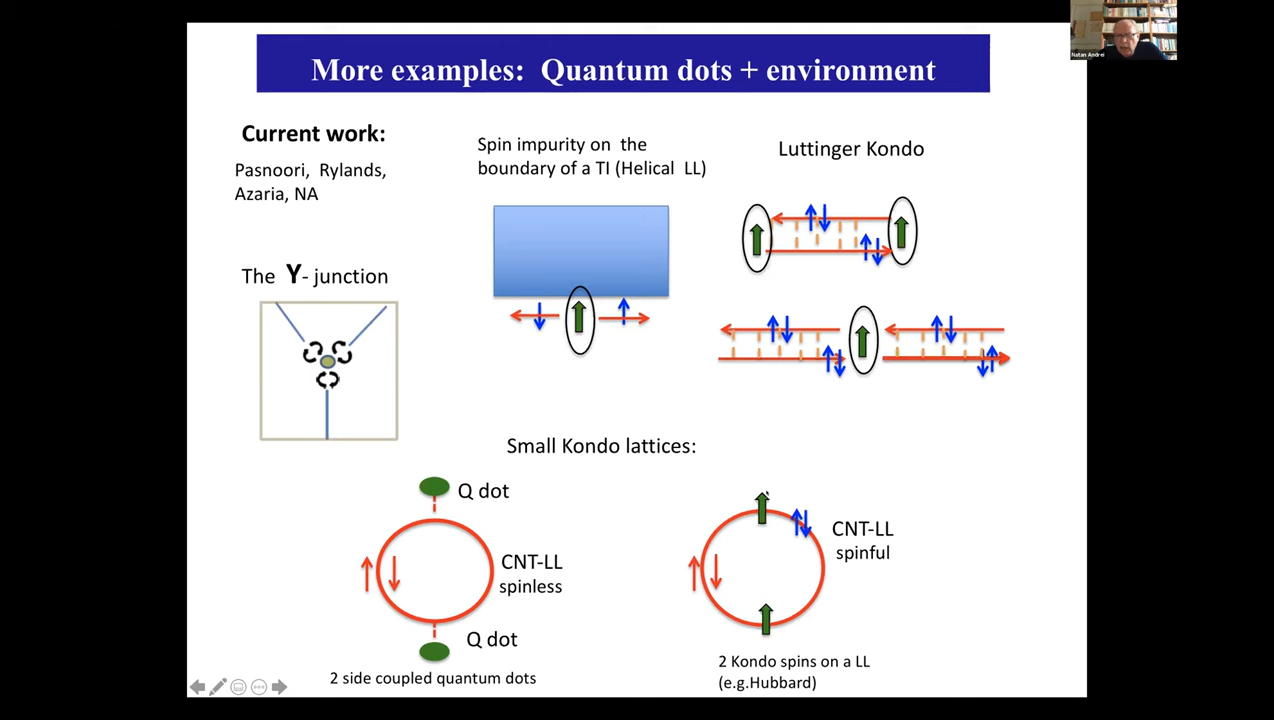 Natan Andrei
More examples: Quantum dots + environment
Current work:
Pasnoori, Rylands,
Azaria, NA
Spin impurity on the
boundary of a TI (Helical LL)
Luttinger Kondo
The Y- junction
Small Kondo lattices:
Q dot
CNT-LL
spinless
Q dot
2 side coupled quantum dots
CNT-LL
spinful
2 Kondo spins on a LL
(e.g.Hubbard)